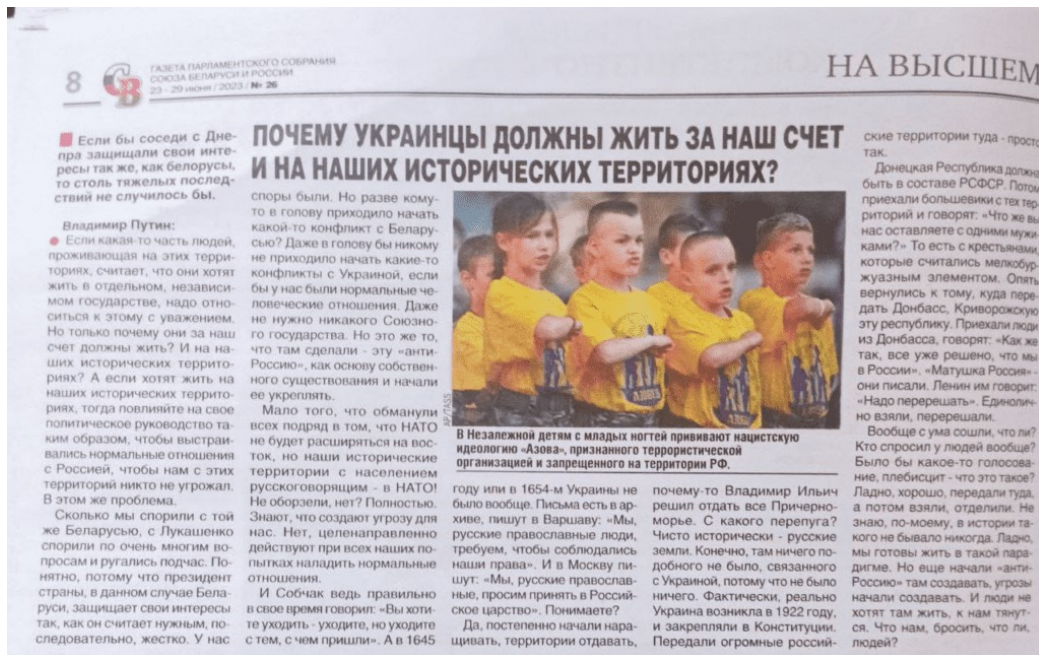 8
СВ
ГАЗЕТА ПАРЛАМЕНТСКОГО СОБРАНИЯ
СОЮЗА БЕЛАРУСИ И РОССИИ
23 - 29 июня / 2023 / № 26
НА ВЫСШЕМ
Если бы соседи с Дне-
пра защищали свои инте-
ресы так же, как белорусы,
то столь тяжелых послед-
ствий не случилось бы.
Владимир Путин:
● Если какая-то часть людей,
проживающая на этих терри-
ториях, считает, что они хотят
жить в отдельном, независи-
мом государстве, надо отно-
ситься к этому с уважением.
Но только почему они за наш
счет должны жить? И на на-
ших исторических террито-
риях? А если хотят жить на
наших исторических террито-
риях, тогда повлияйте на свое
политическое руководство та-
ким образом, чтобы выстраи-
вались нормальные отношения
с Россией, чтобы нам с этих
территорий никто не угрожал.
В этом же проблема.
Сколько мы спорили с той
же Беларусью, с Лукашенко
спорили по очень многим во-
просам и ругались подчас. По-
нятно, потому что президент
страны, в данном случае Бела-
руси, защищает свои интересы
так, как он считает нужным, по-
следовательно, жестко. У нас
ПОЧЕМУ УКРАИНЦЫ ДОЛЖНЫ ЖИТЬ ЗА НАШ СЧЕТ
И НА НАШИХ ИСТОРИЧЕСКИХ ТЕРРИТОРИЯХ?
споры были. Но разве кому-
то в голову приходило начать
какой-то конфликт с Белару-
сью? Даже в голову бы никому
не приходило начать какие-то
конфликты с Украиной, если
бы у нас были нормальные че-
ловеческие отношения. Даже
не нужно никакого Союзно-
го государства. Но это же то,
что там сделали - эту «анти-
Россию», как основу собствен-
ного существования и начали
ее укреплять.
Мало того, что обманули
всех подряд в том, что НАТО
не будет расширяться на вос-
ток, но наши исторические
территории с населением
русскоговорящим - в НАТО!
Не оборзели, нет? Полностью.
Знают, что создают угрозу для
нас. Нет, целенаправленно
действуют при всех наших по-
пытках наладить нормальные
отношения.
И Собчак ведь правильно
в свое время говорил: «Вы хоти-
те уходить - уходите, но уходите
с тем, с чем пришли». А в 1645
AP/TASS
В Незалежной детям с младых ногтей прививают нацистскую
идеологию «Азова», признанного террористической
организацией и запрещенного на территории РФ.
году или в 1654-м Украины не
было вообще. Письма есть в ар-
хиве, пишут в Варшаву: «Мы,
русские православные люди,
требуем, чтобы соблюдались
наши права». И в Москву пи-
шут: «Мы, русские православ-
ные, просим принять в Россий-
ское царство». Понимаете?
Да, постепенно начали нара-
щивать, территории отдавать,
почему-то Владимир Ильич
решил отдать все Причерно-
морье. С какого перепуга?
Чисто исторически - русские
земли. Конечно, там ничего по-
добного не было, связанного
с Украиной, потому что не было
ничего. Фактически, реально
Украина возникла в 1922 году,
и закрепляли в Конституции.
Передали огромные россий-
ские территории туда - просто
так.
Донецкая Республика должна
быть в составе РСФСР. Потом
приехали большевики с тех тер-
риторий и говорят: «Что же вы
нас оставляете с одними мужи-
ками?» То есть с крестьянами,
которые считались мелкобур-
жуазным элементом. Опять
вернулись к тому, куда пере-
дать Донбасс, Криворожскую
эту республику. Приехали люди
из Донбасса, говорят: «Как же
так, все уже решено, что мы
в России». «Матушка Россия» -
они писали. Ленин им говорит:
«Надо перерешать». Единолич-
но взяли, перерешали.
Вообще с ума сошли, что ли?
Кто спросил у людей вообще?
Было бы какое-то голосова-
ние, плебисцит - что это такое?
Ладно, хорошо, передали туда,
а потом взяли, отделили. Не
знаю, по-моему, в истории та-
кого не бывало никогда. Ладно,
мы готовы жить в такой пара-
дигме. Но еще начали «анти-
Россию» там создавать, угрозы
начали создавать. И люди не
хотят там жить, к нам тянут-
ся. Что нам, бросить, что ли,
людей?